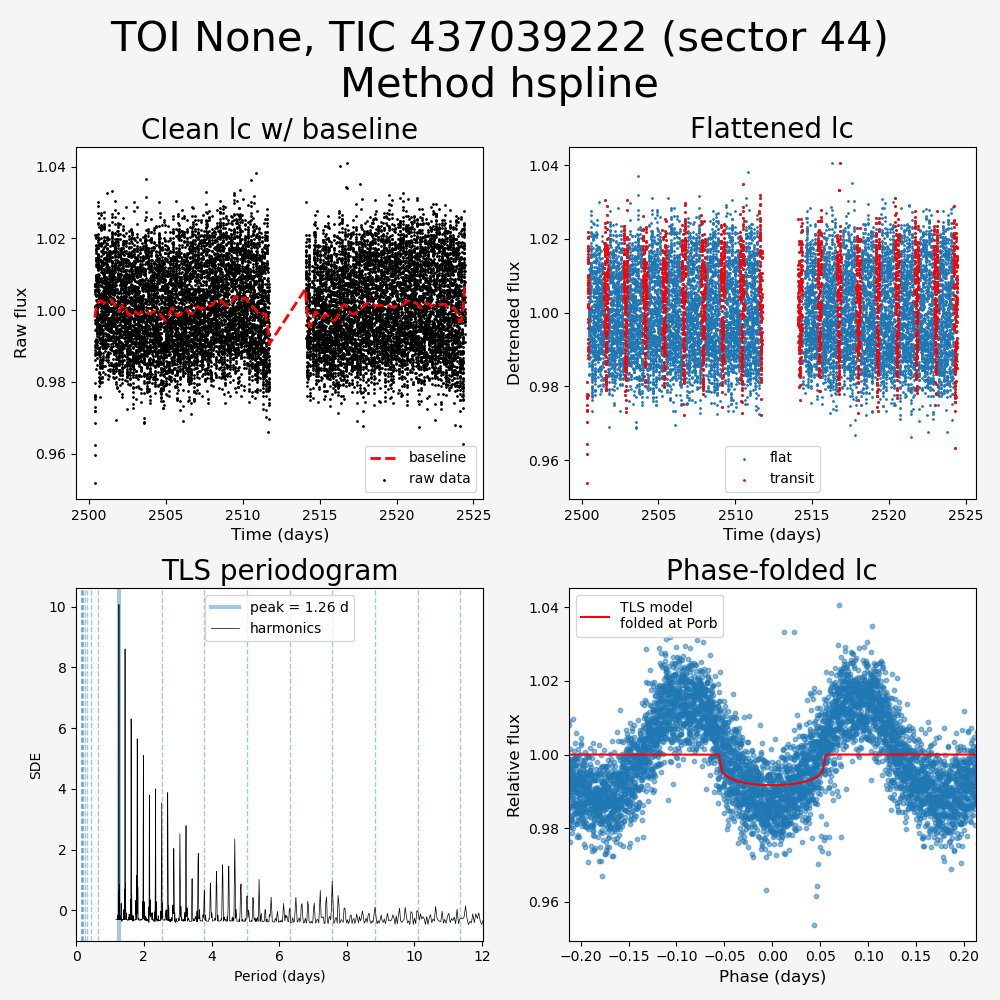 TOI None, TIC 437039222 (sector 44)
Method hspline
Clean lc w/ baseline
Raw flux
1.04
1.02
1.00
0.98
0.96
baseline
raw data
2500
2505
2510
2515
2520
2525
Time (days)
Flattened lc
Detrended flux
1.04
1.02
1.00
0.98
0.96
flat
transit
2500
2505
2510
2515
2520
2525
Time (days)
TLS periodogram
SDE
10
8
6
4
2
0
peak = 1.26 d
harmonics
0
2
4
6
8
10
12
Period (days)
Phase-folded lc
Relative flux
1.04
1.02
1.00
0.98
0.96
TLS model
folded at Porb
−0.20
−0.15
−0.10
−0.05
0.00
0.05
0.10
0.15
0.20
Phase (days)